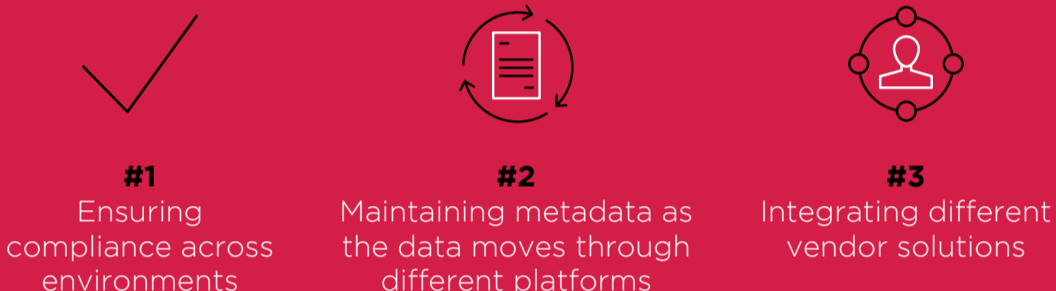 #1
Ensuring
compliance across
environments
#2
Maintaining metadata as
the data moves through
different platforms
#3
Integrating different
vendor solutions